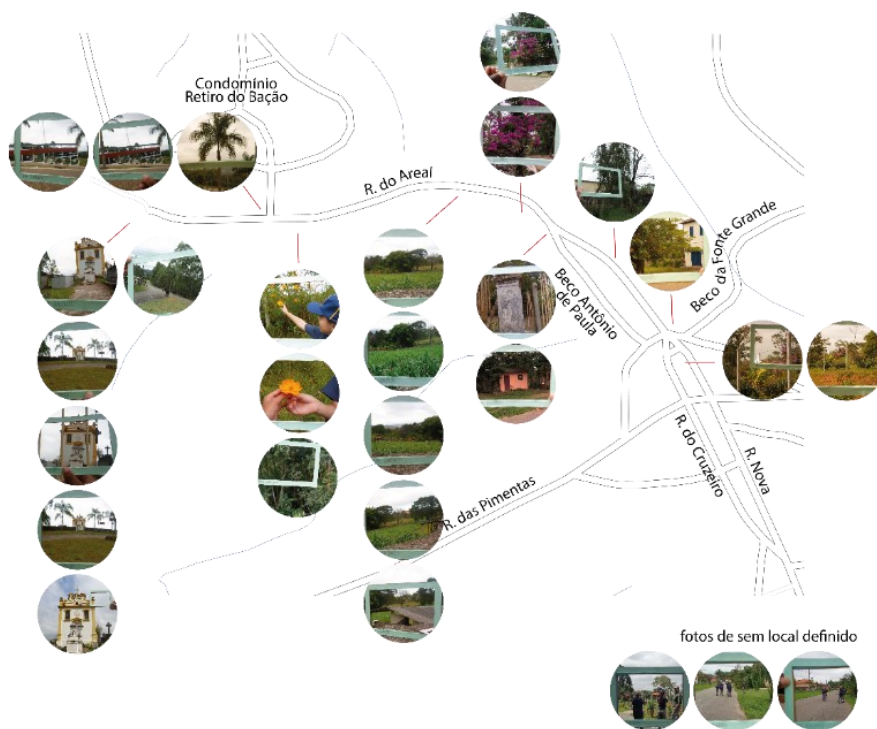 Condomínio
Retiro do Bação
R. do Areal
Beco da Fonte Grande
Beco Antônio
de Paula
R. das Pimentas
R. do Cruzeiro
R. Nova
fotos de sem local definido